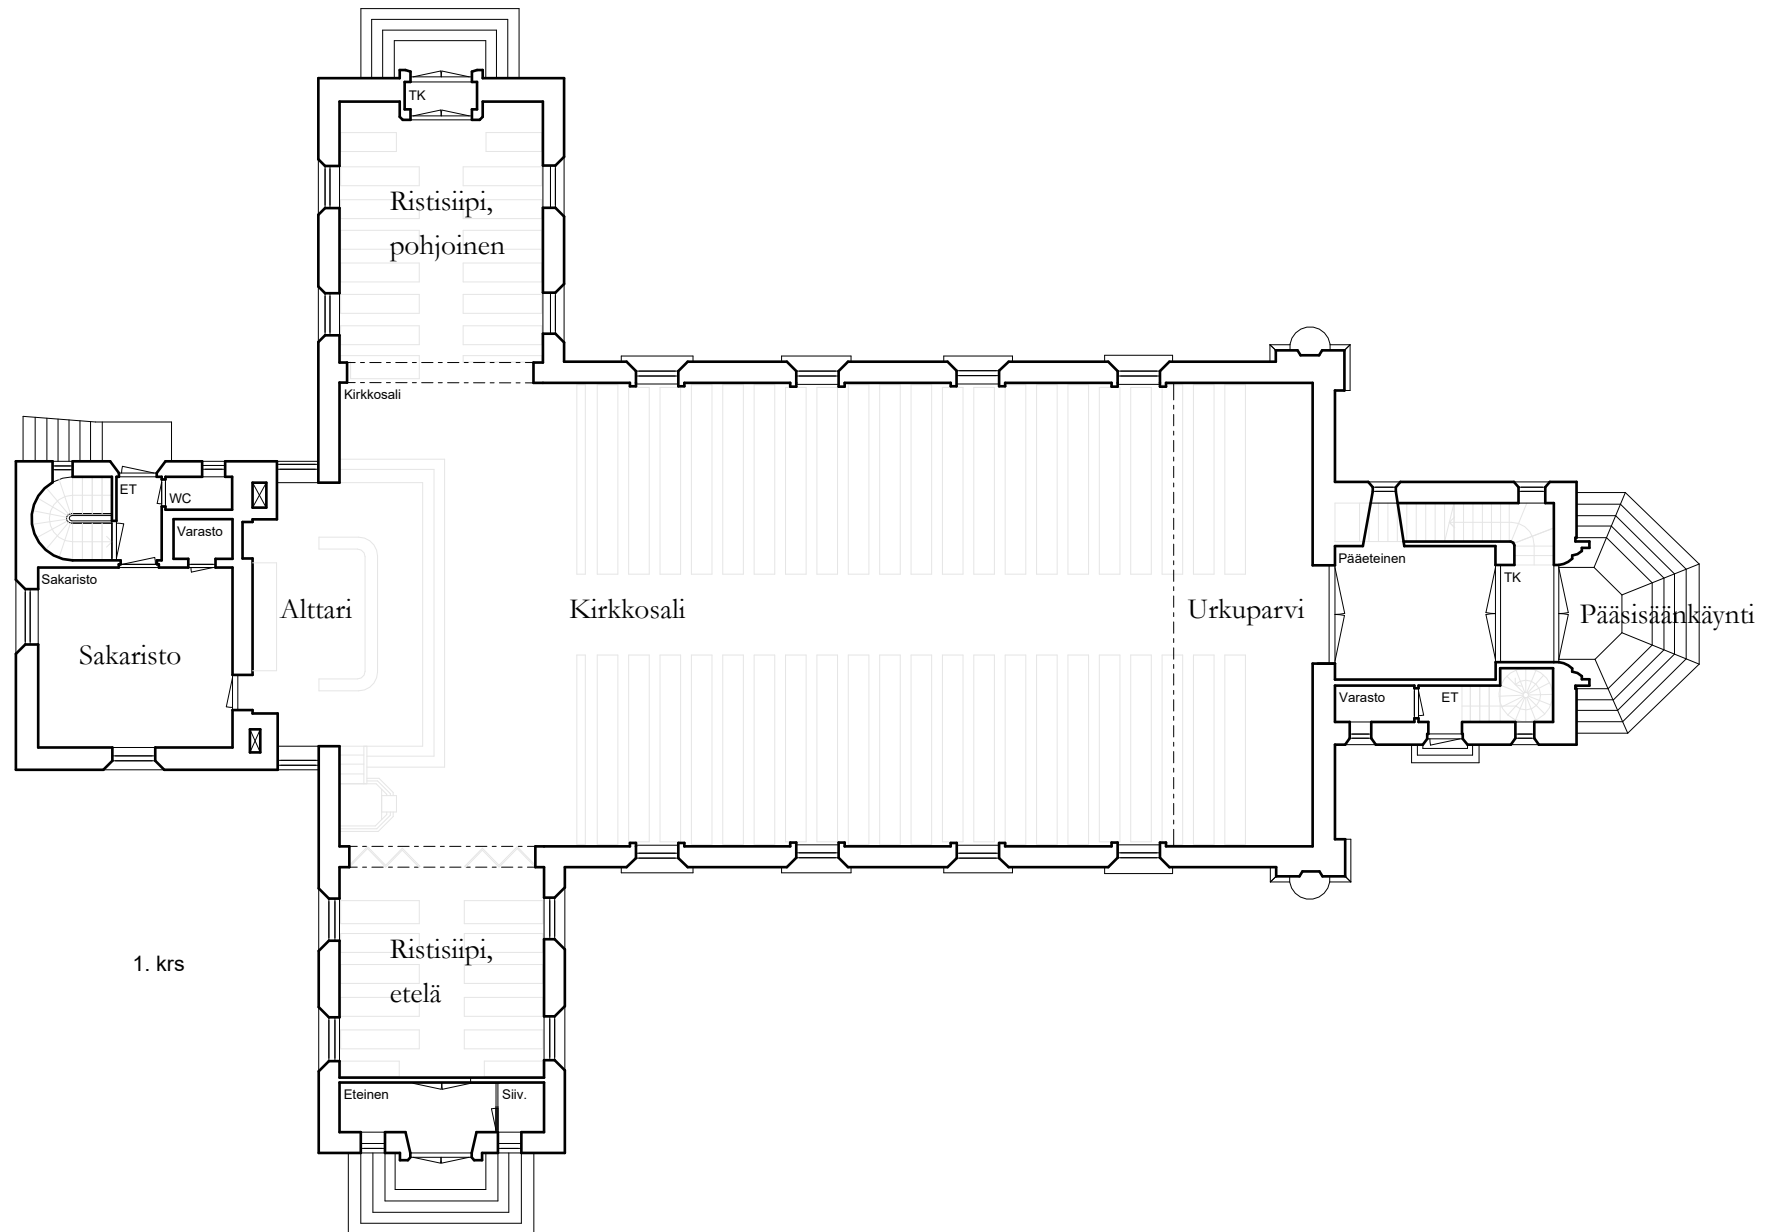 TK
Ristisiipi,
pohjoinen
Kirkkosali
ET
WC
Varasto
Sakaristo
Pääeteinen
TK
Alttari
Kirkkosali
Urkuparvi
Pääsisäänkäynti
Sakaristo
Varasto
ET
Ristisiipi,
etelä
1. krs
Eteinen
Siiv.